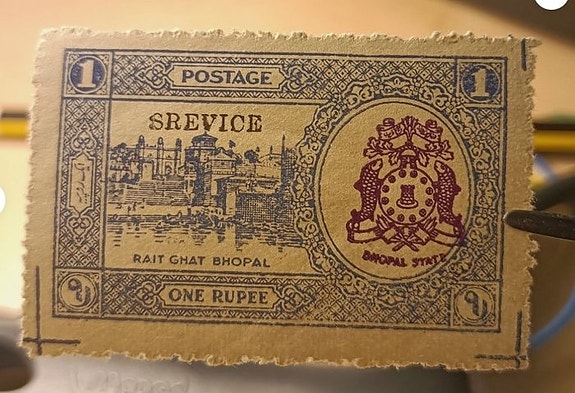 1 POSTAGE 1
SREVICE
RAIT GHAT BHOPAL
BHOPAL STATE
ONE RUPEE